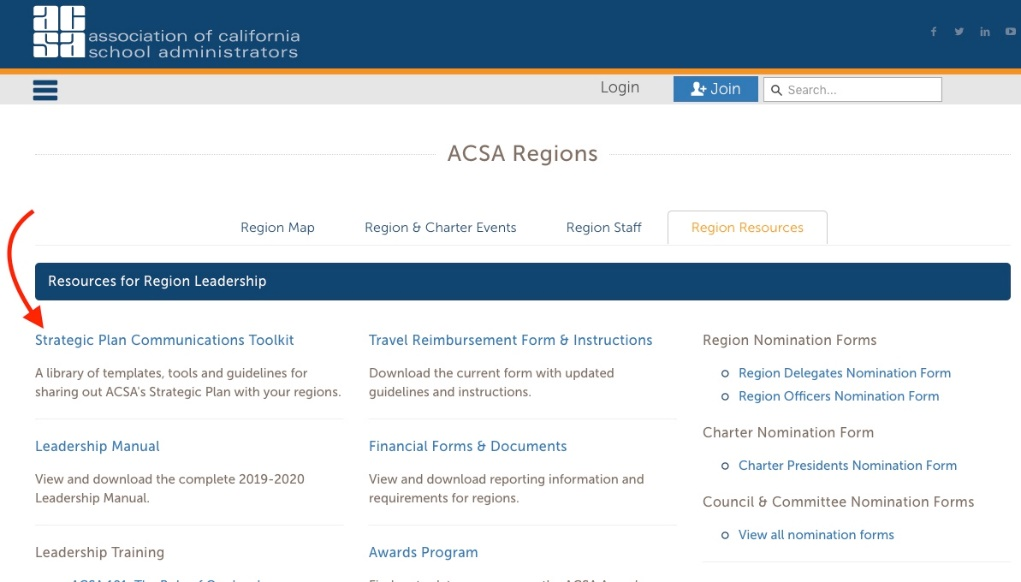 acsa
association of california
school administrators
Login
Join
Search...
ACSA Regions
Region Map
Region & Charter Events
Region Staff
Region Resources
Resources for Region Leadership
Strategic Plan Communications Toolkit
A library of templates, tools and guidelines for
sharing out ACSA's Strategic Plan with your regions.
Leadership Manual
View and download the complete 2019-2020
Leadership Manual.
Leadership Training
Travel Reimbursement Form & Instructions
Download the current form with updated
guidelines and instructions.
Financial Forms & Documents
View and download reporting information and
requirements for regions.
Awards Program
Region Nomination Forms
Region Delegates Nomination Form
Region Officers Nomination Form
Charter Nomination Form
Charter Presidents Nomination Form
Council & Committee Nomination Forms
View all nomination forms